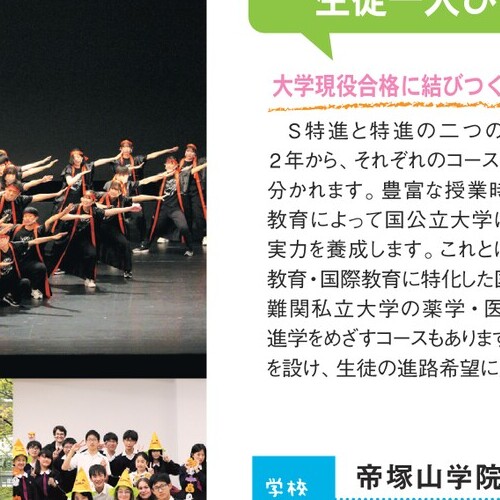 生徒一人ひ
大学現役合格に結びつく
S特進と特進の二つの
2年から、それぞれのコース
分かれます。豊富な授業時
教育によって国公立大学に
実力を養成します。これと
教育・国際教育に特化した
難関私立大学の薬学・医
進学をめざすコースもあります
を設け、生徒の進路希望に
学校
帝塚山学院